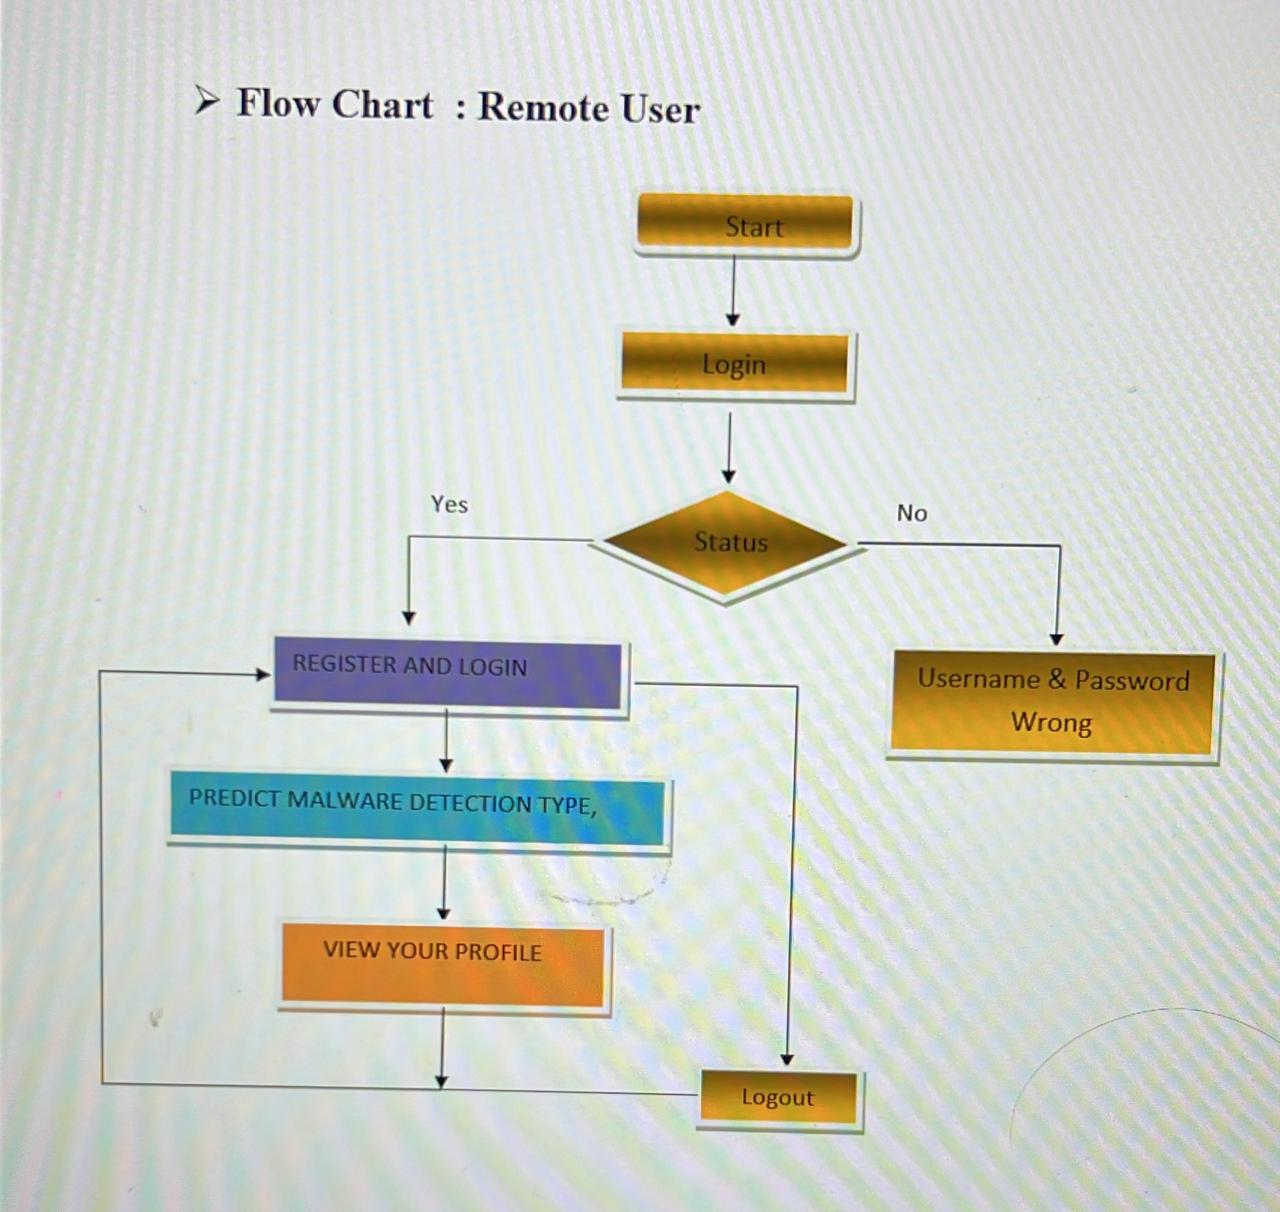 ➢ Flow Chart : Remote User
Start
Login
Yes
No
Status
REGISTER AND LOGIN
Username & Password
Wrong
PREDICT MALWARE DETECTION TYPE,
VIEW YOUR PROFILE
Logout